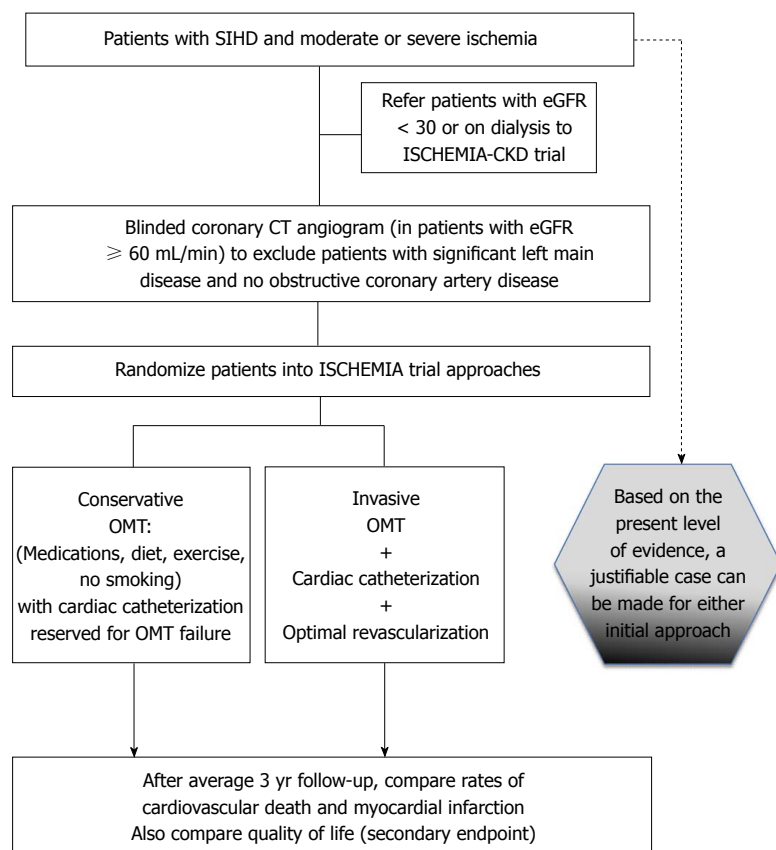 Patients with SIHD and moderate or severe ischemia
Refer patients with eGFR
< 30 or on dialysis to
ISCHEMIA-CKD trial
Blinded coronary CT angiogram (in patients with eGFR
≥ 60 mL/min) to exclude patients with significant left main
disease and no obstructive coronary artery disease
Randomize patients into ISCHEMIA trial approaches
Conservative
OMT:
(Medications, diet, exercise,
no smoking)
with cardiac catheterization
reserved for OMT failure
Invasive
OMT
+
Cardiac catheterization
+
Optimal revascularization
Based on the
present level
of evidence, a
justifiable case can
be made for either
initial approach
After average 3 yr follow-up, compare rates of
cardiovascular death and myocardial infarction
Also compare quality of life (secondary endpoint)